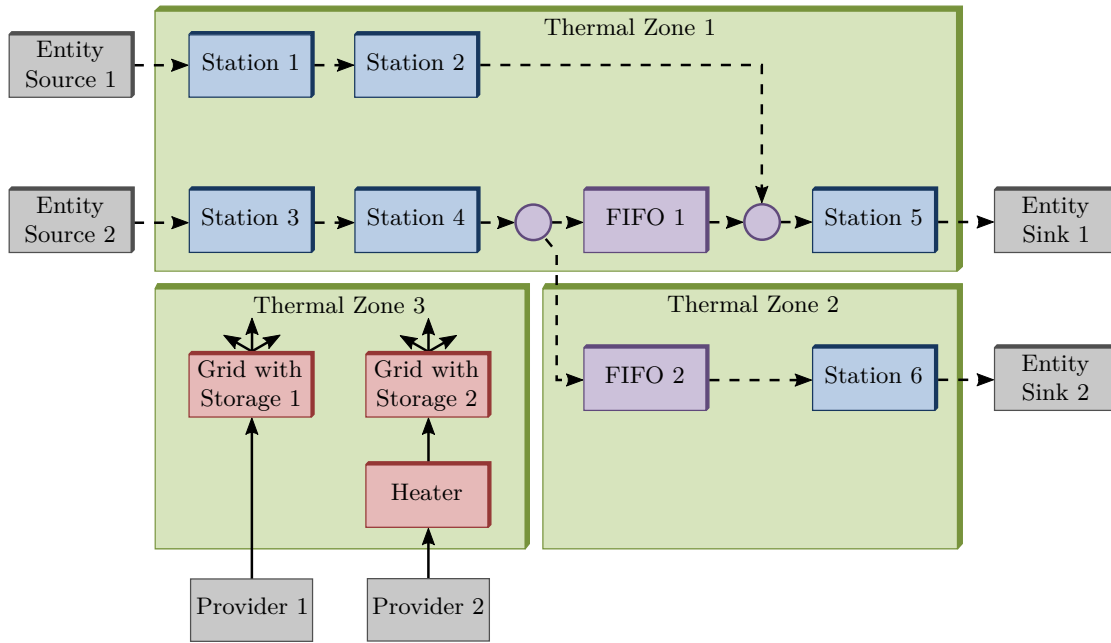 Thermal Zone 1
Entity
Source 1
Station 1
Station 2
Entity
Source 2
Station 3
Station 4
FIFO 1
Station 5
Entity
Sink 1
Thermal Zone 3
Thermal Zone 2
Grid with
Storage 1
Grid with
Storage 2
FIFO 2
Station 6
Entity
Sink 2
Heater
Provider 1
Provider 2